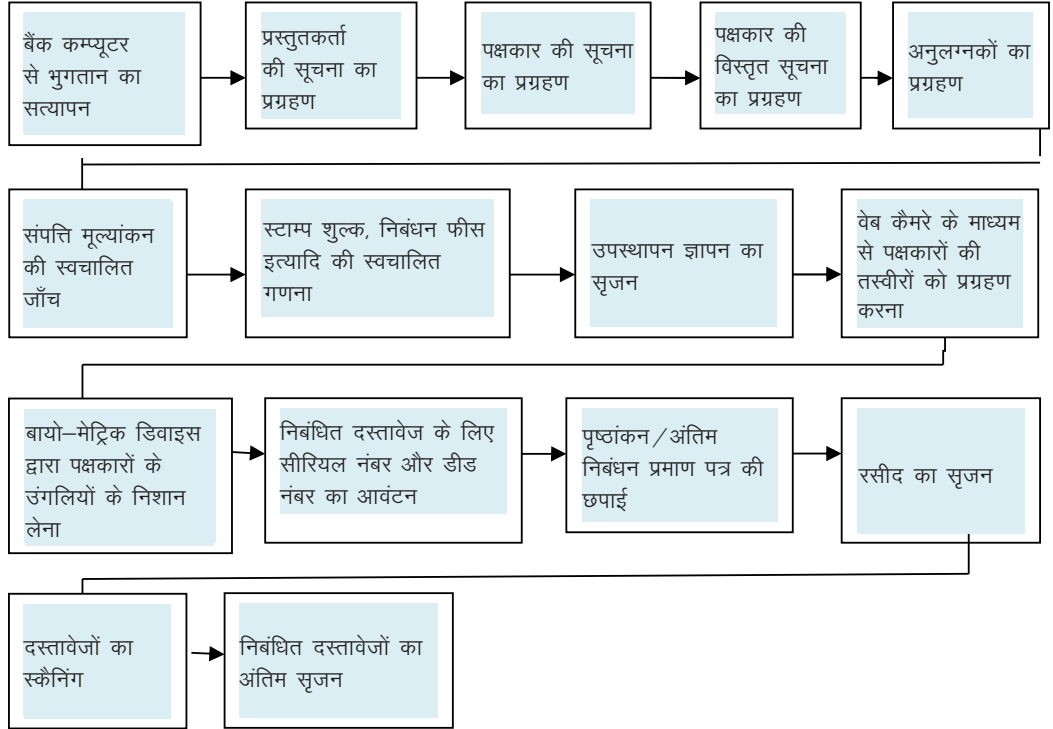 बैंक कम्प्यूटर
से भुगतान का
सत्यापन
प्रस्तुतकर्ता
की सूचना का
प्रग्रहण
पक्षकार की सूचना
का प्रग्रहण
पक्षकार की
विस्तृत सूचना
का प्रग्रहण
अनुलग्नकों का
प्रग्रहण
संपत्ति मूल्यांकन
की स्वचालित
जाँच
स्टाम्प शुल्क, निबंधन फीस
इत्यादि की स्वचालित
गणना
उपस्थापन ज्ञापन का
सृजन
वेब कैमरे के माध्यम
से पक्षकारों की
तस्वीरों को प्रग्रहण
करना
बायो–मेट्रिक डिवाइस
द्वारा पक्षकारों के
उंगलियों के निशान
लेना
निबंधित दस्तावेज के लिए
सीरियल नंबर और डीड
नंबर का आवंटन
पृष्ठांकन/अंतिम
निबंधन प्रमाण पत्र की
छपाई
रसीद का सृजन
दस्तावेजों का
स्कैनिंग
निबंधित दस्तावेजों का
अंतिम सृजन